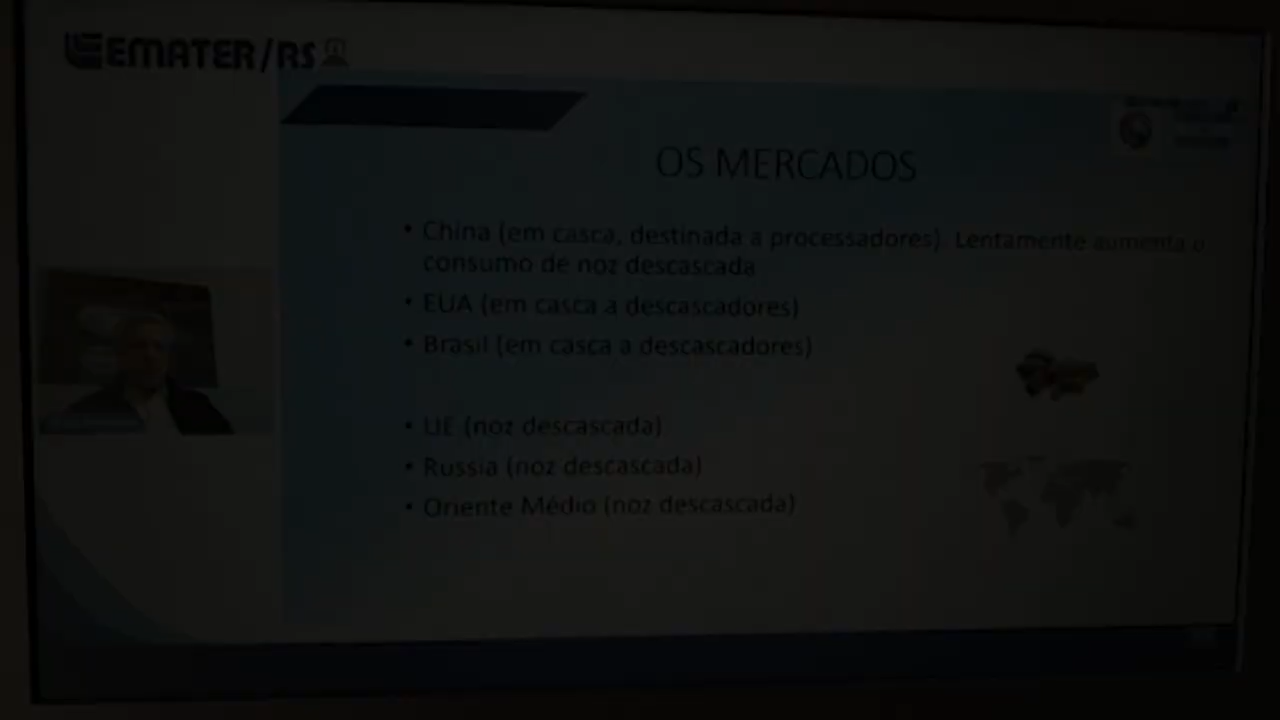 EMATER/RS
OS MERCADOS
• China (em casca, destinada a processadores). Lentamente aumenta o
consumo de noz descascada
• EUA (em casca a descascadores)
• Brasil (em casca a descascadores)
• UE (noz descascada)
• Russia (noz descascada)
• Oriente Médio (noz descascada)